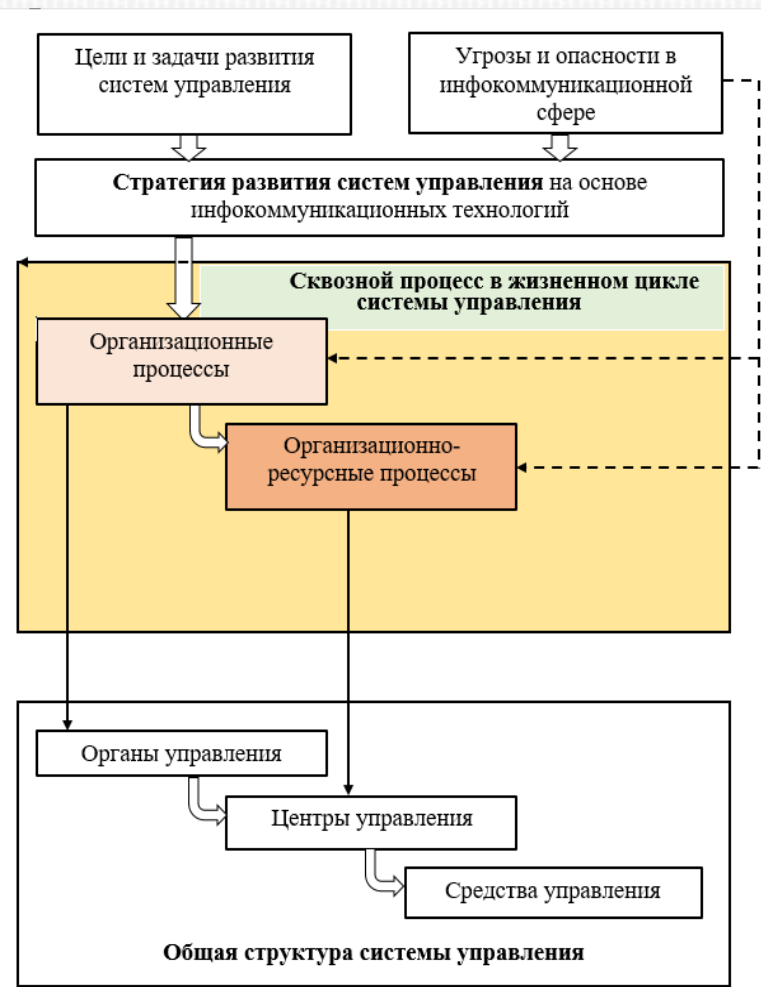 Цели и задачи развития
систем управления
Угрозы и опасности в
инфокоммуникационной
сфере
Стратегия развития систем управления на основе
инфокоммуникационных технологий
Сквозной процесс в жизненном цикле
системы управления
Организационные
процессы
Организационно-
ресурсные процессы
Органы управления
Центры управления
Средства управления
Общая структура системы управления